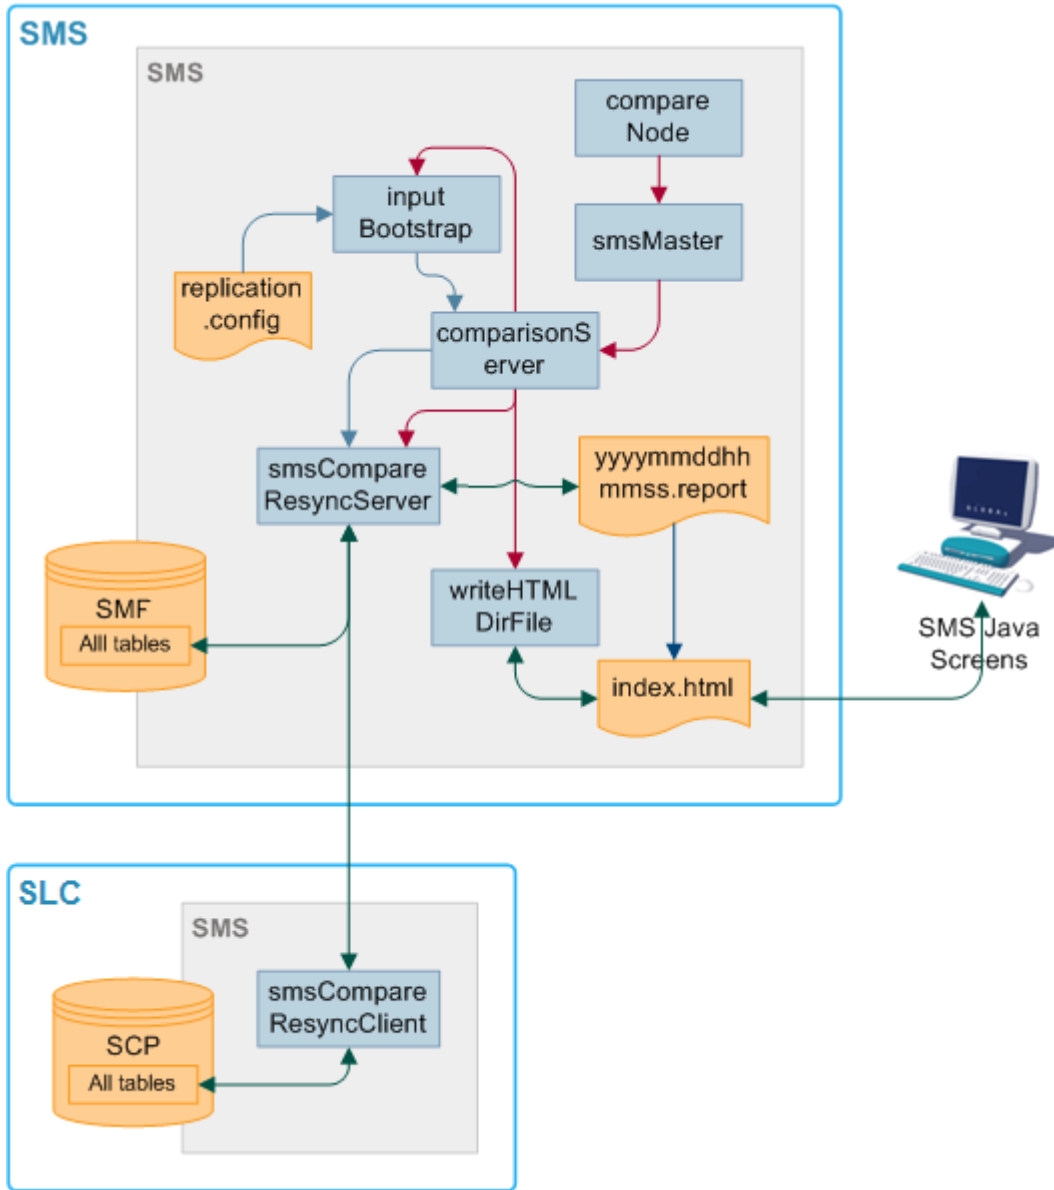 SMS
SMS
compare
Node
input
Bootstrap
smsMaster
replication
.config
comparisonS
erver
smsCompare
ResyncServer
yyyymmddhh
mmss.report
GLOBAL
SMF
Alll tables
writeHTML
DirFile
SMS Java
Screens
index.html
SLC
SMS
smsCompare
ResyncClient
SCP
All tables